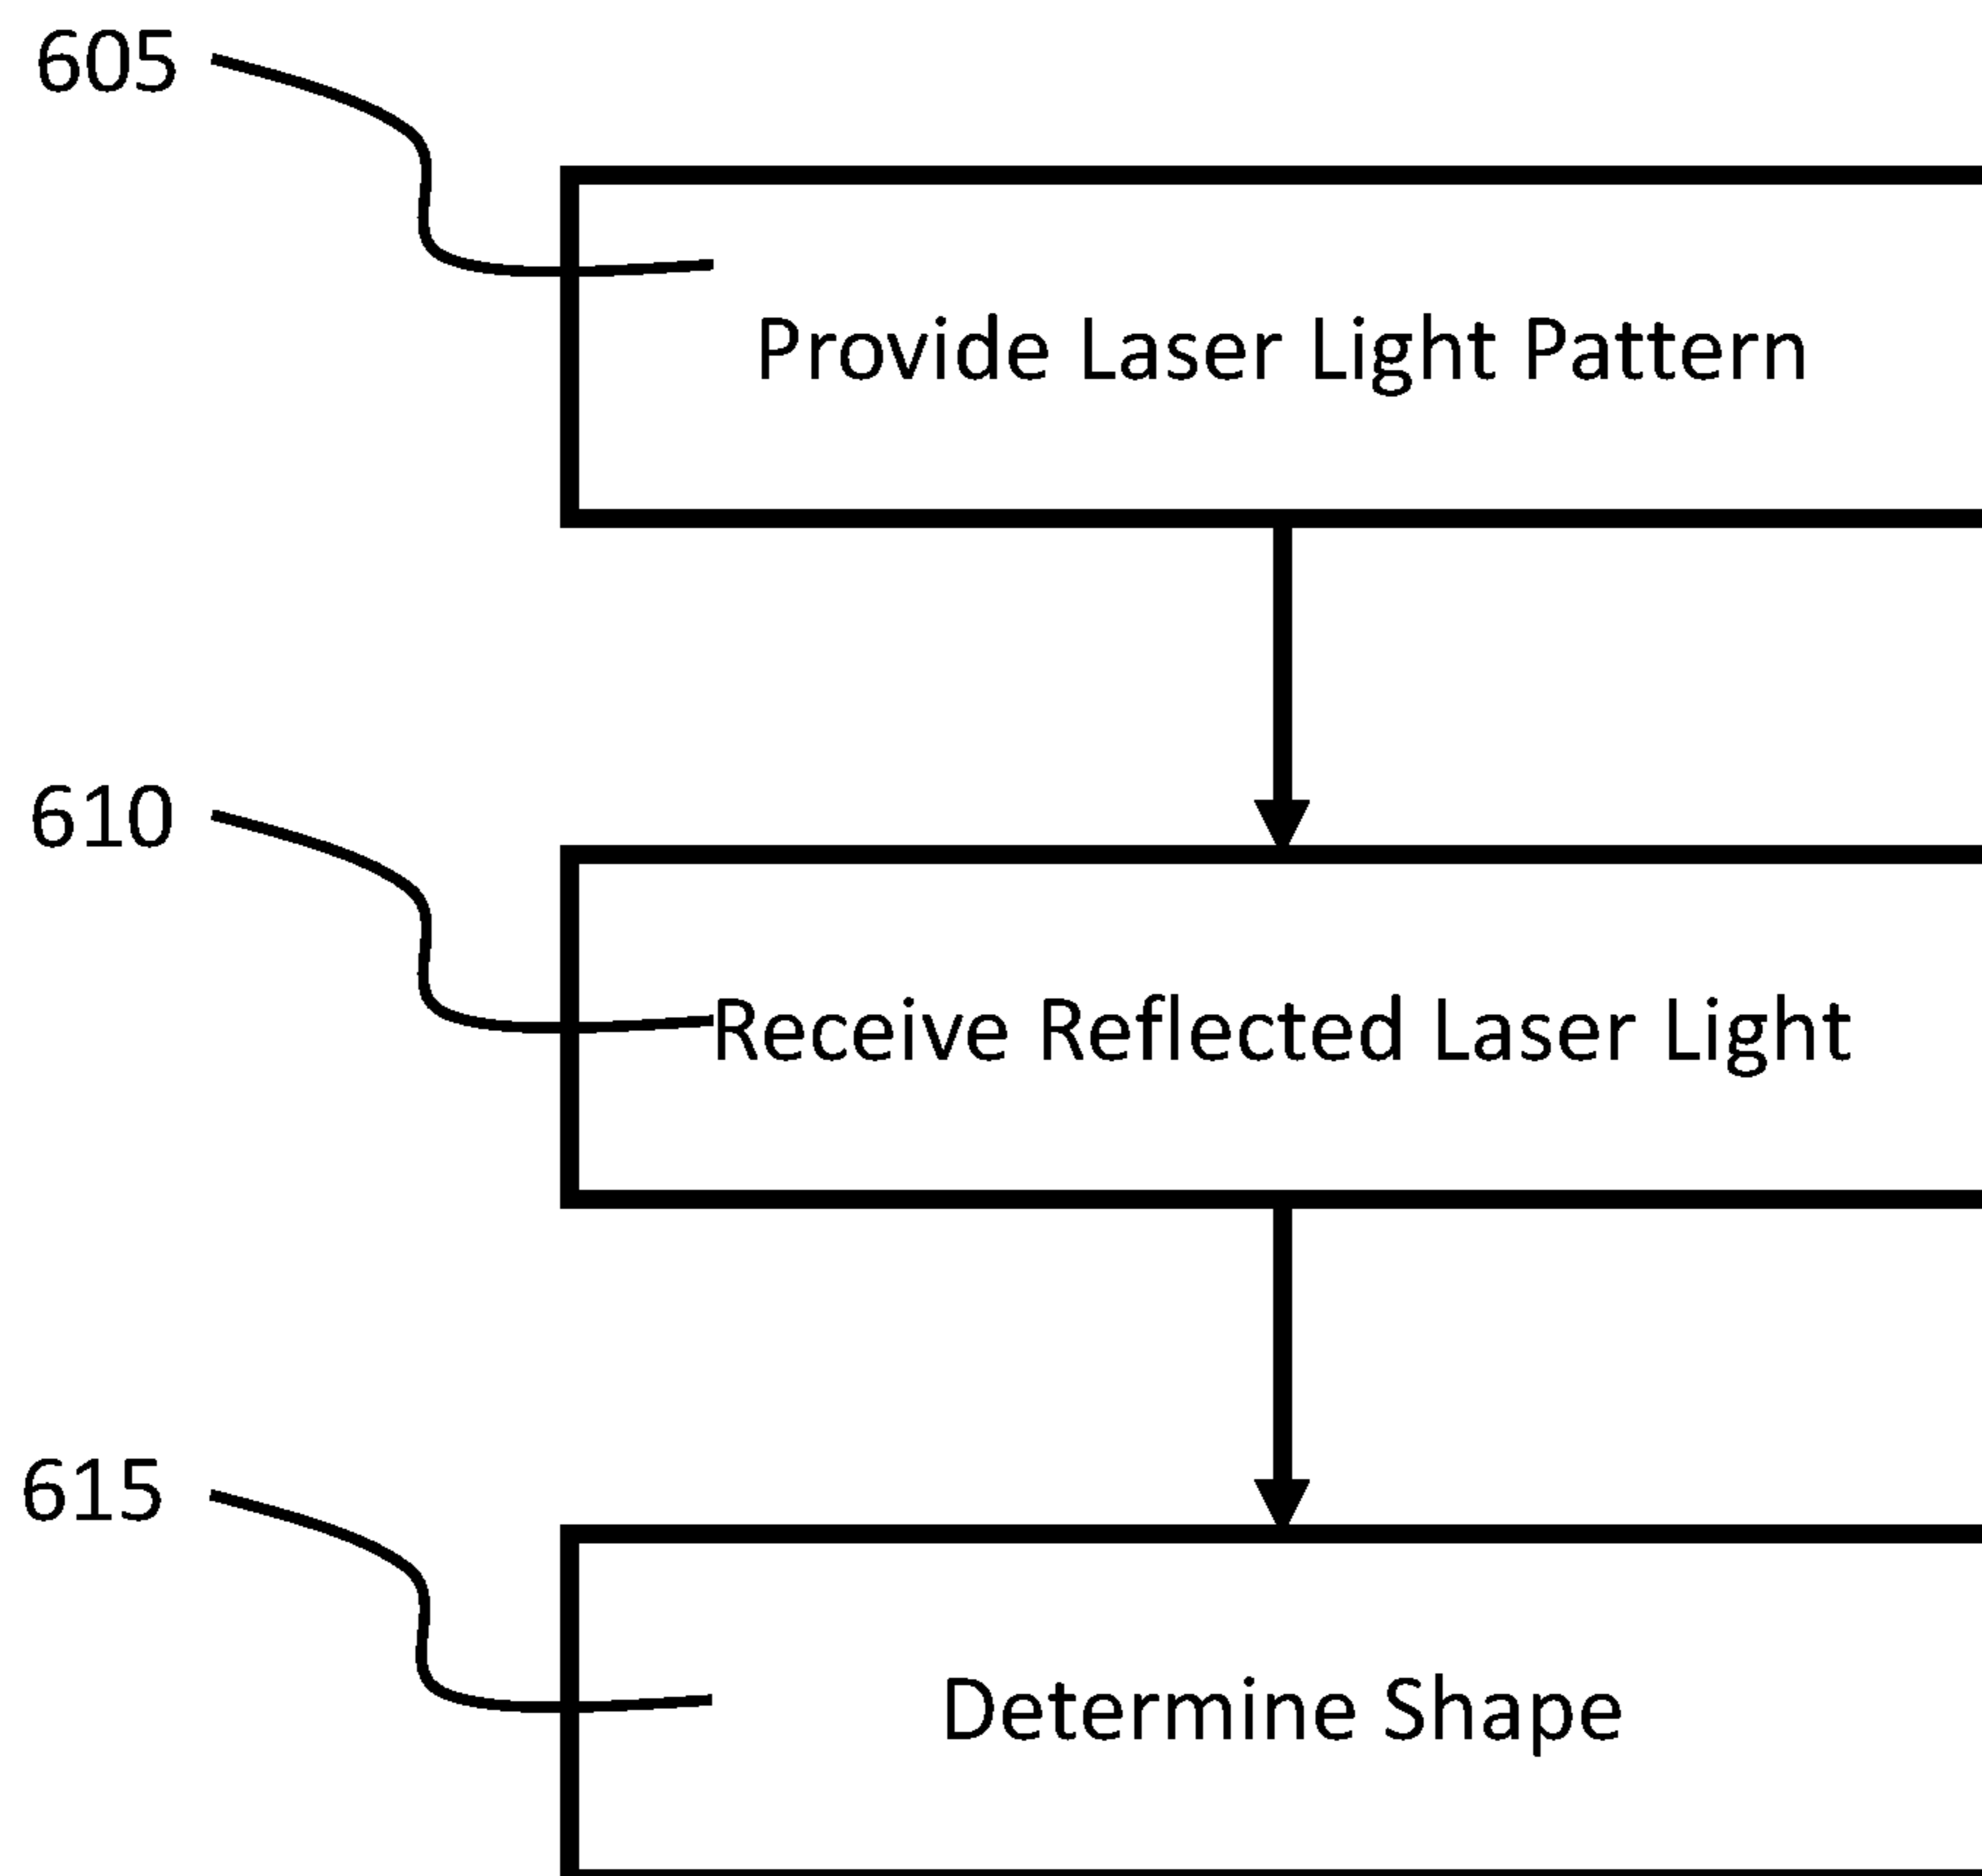 605
Provide Laser Light Pattern
610
Receive Reflected Laser Light
615
Determine Shape